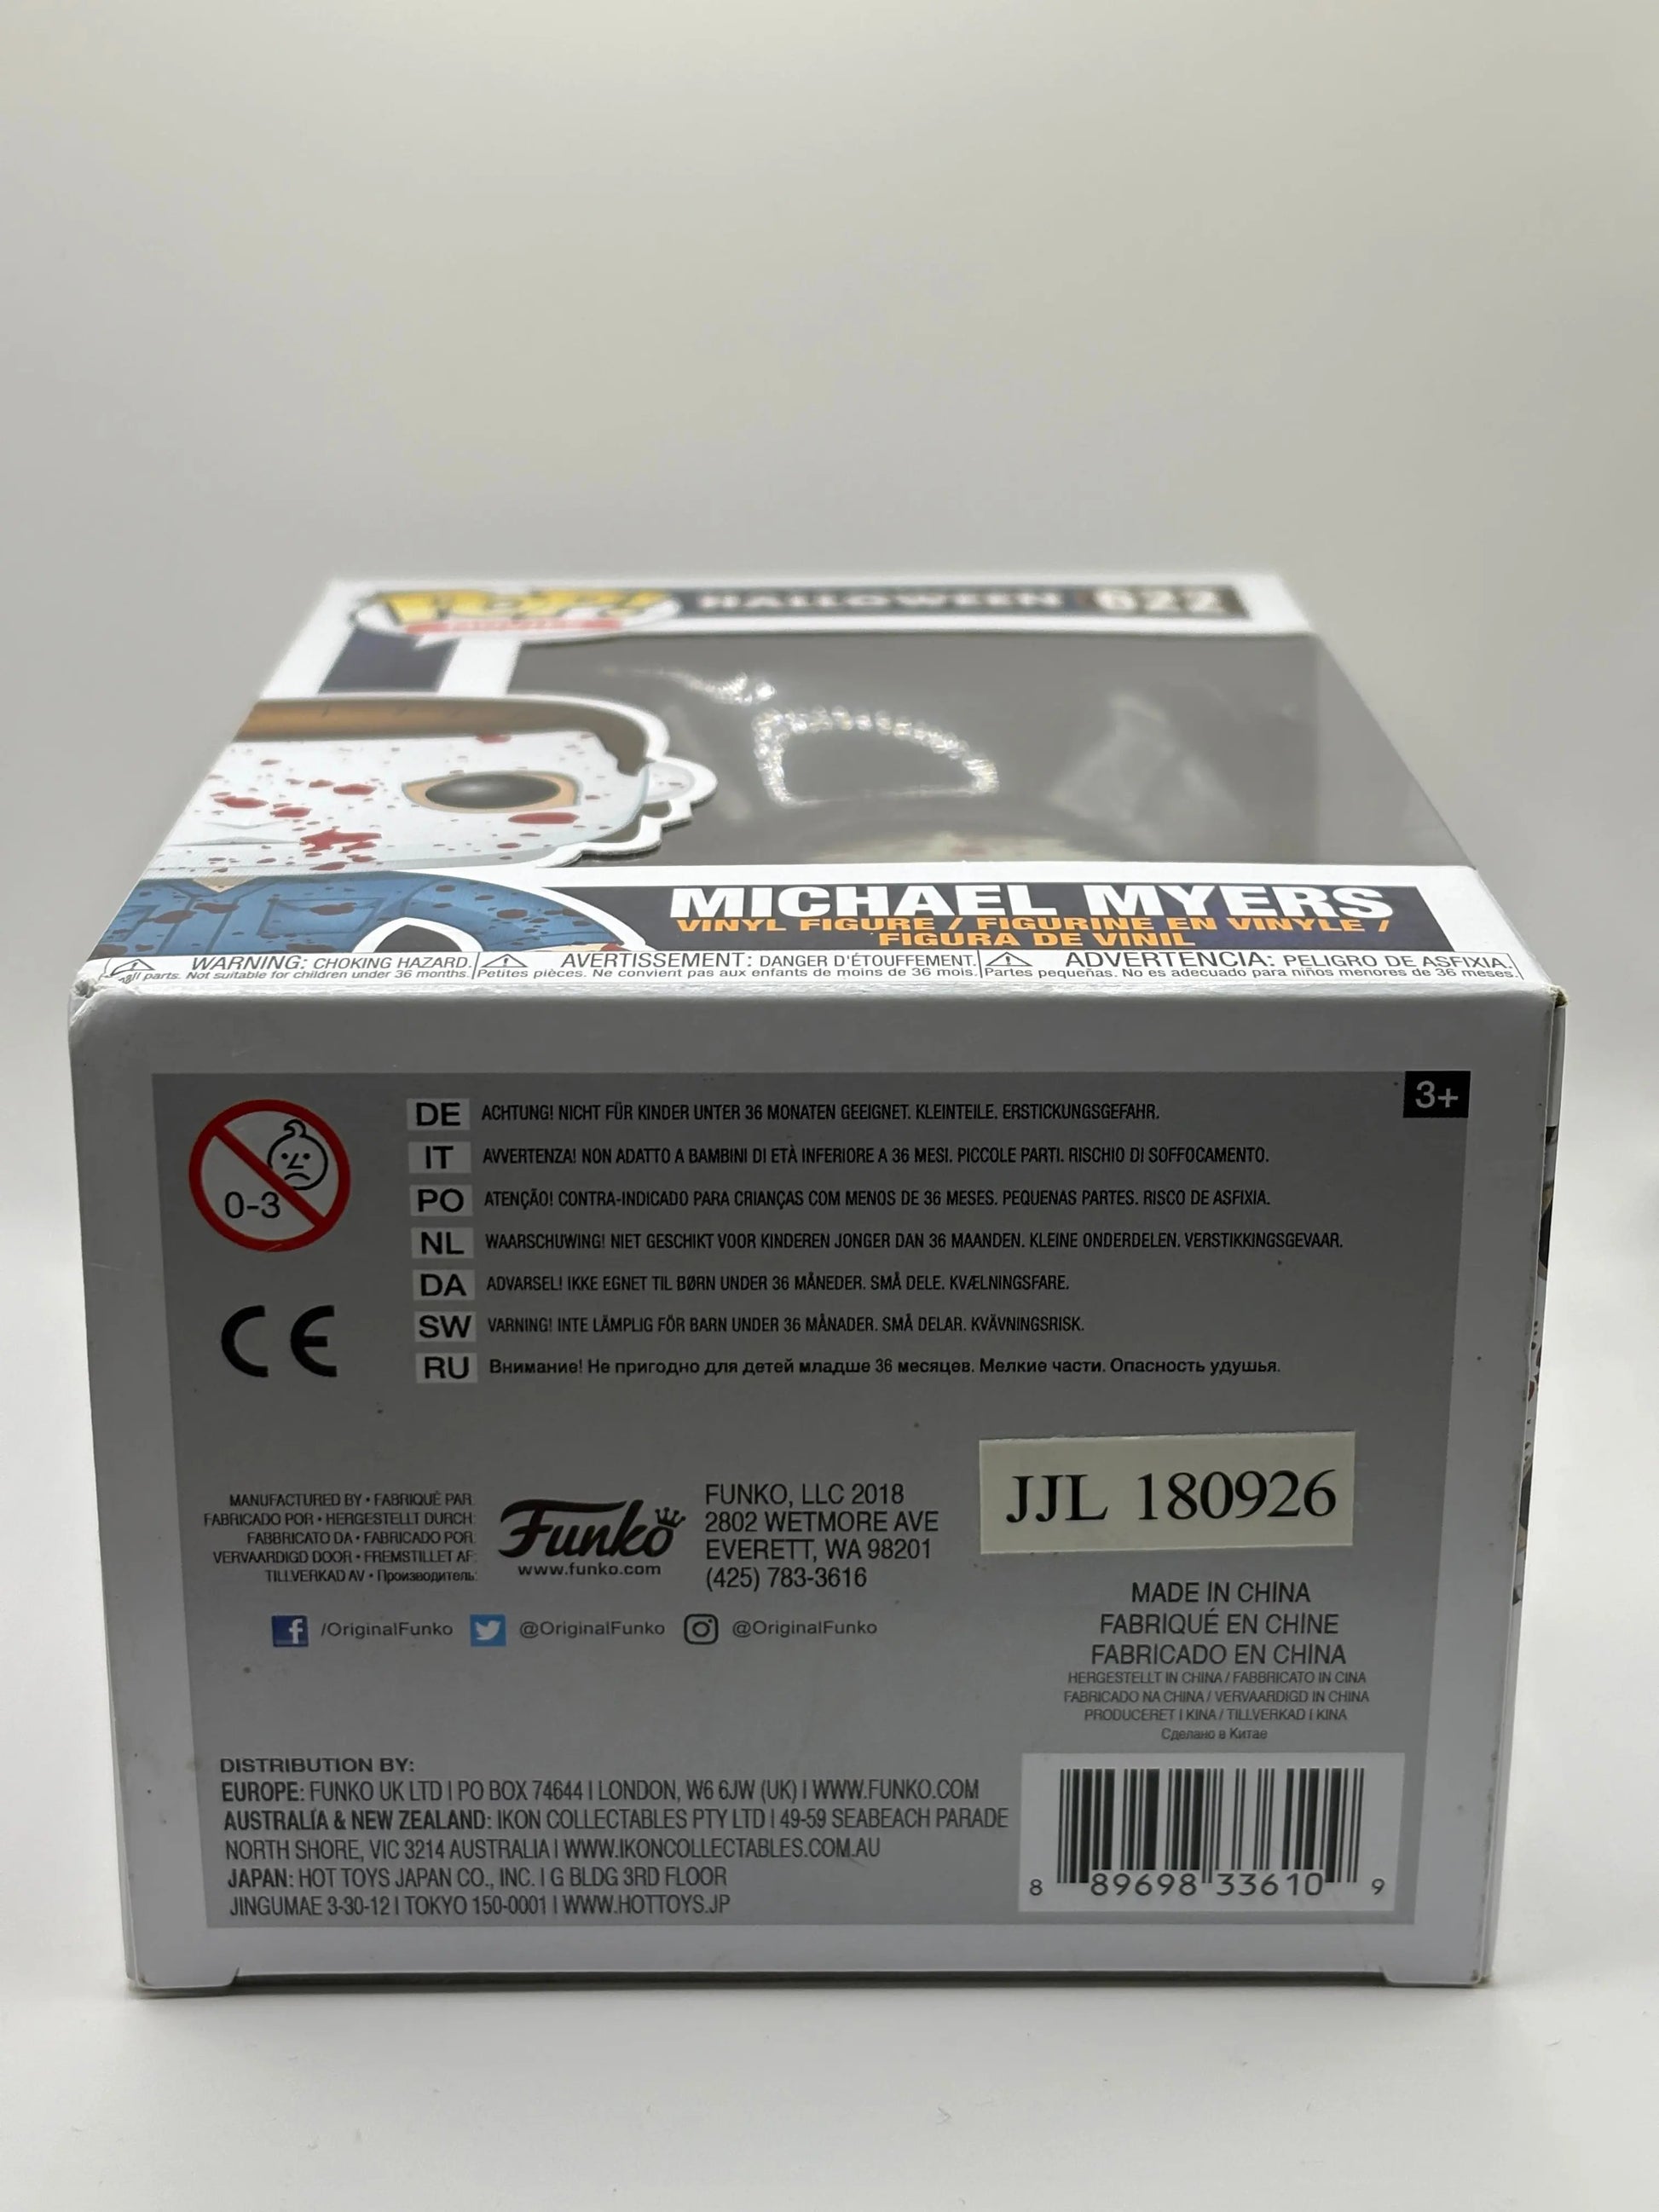 POP!
HALLOWEEN 622
MICHAEL MYERS
VINYL FIGURE / FIGURINE EN VINYLE /
FIGURA DE VINIL
WARNING: CHOKING HAZARD.
parts. Not suitable for children under 36 months.
AVERTISSEMENT: DANGER D'ÉTOUFFEMENT.
Petites pièces. Ne convient pas aux enfants de moins de 36 mois.
ADVERTENCIA: PELIGRO DE ASFIXIA.
Partes pequeñas. No es adecuado para niños menores de 36 meses.
3+
0-3
DE ACHTUNG! NICHT FÜR KINDER UNTER 36 MONATEN GEEIGNET. KLEINTEILE. ERSTICKUNGSGEFAHR.
IT AVVERTENZA! NON ADATTO A BAMBINI DI ETÀ INFERIORE A 36 MESI. PICCOLE PARTI. RISCHIO DI SOFFOCAMENTO.
PO ATENÇÃO! CONTRA-INDICADO PARA CRIANÇAS COM MENOS DE 36 MESES. PEQUENAS PARTES. RISCO DE ASFIXIA.
NL WAARSCHUWING! NIET GESCHIKT VOOR KINDEREN JONGER DAN 36 MAANDEN. KLEINE ONDERDELEN. VERSTIKKINGSGEVAAR.
DA ADVARSEL! IKKE EGNET TIL BØRN UNDER 36 MÅNEDER. SMÅ DELE. KVÆLNINGSFARE.
SW VARNING! INTE LÄMPLIG FÖR BARN UNDER 36 MÅNADER. SMÅ DELAR. KVÄVNINGSRISK.
RU Внимание! Не пригодно для детей младше 36 месяцев. Мелкие части. Опасность удушья.
CE
MANUFACTURED BY • FABRIQUÉ PAR
FABRICADO POR • HERGESTELLT DURCH
FABBRICATO DA • FABRICADO POR
VERVAARDIGD DOOR • FREMSTILLET AF:
TILLVERKAD AV • Производитель:
Funko
www.funko.com
FUNKO, LLC 2018
2802 WETMORE AVE
EVERETT, WA 98201
(425) 783-3616
JJL 180926
/OriginalFunko @OriginalFunko @OriginalFunko
MADE IN CHINA
FABRIQUÉ EN CHINE
FABRICADO EN CHINA
HERGESTELLT IN CHINA / FABBRICATO IN CINA
FABRICADO NA CHINA / VERVAARDIGD IN CHINA
PRODUCERET I KINA / TILLVERKAD I KINA
Сделано в Китае
DISTRIBUTION BY:
EUROPE: FUNKO UK LTD | PO BOX 74644 | LONDON, W6 6JW (UK) | WWW.FUNKO.COM
AUSTRALIA & NEW ZEALAND: IKON COLLECTABLES PTY LTD | 49-59 SEABEACH PARADE
NORTH SHORE, VIC 3214 AUSTRALIA | WWW.IKONCOLLECTABLES.COM.AU
JAPAN: HOT TOYS JAPAN CO., INC. | G BLDG 3RD FLOOR
JINGUMAE 3-30-12 | TOKYO 150-0001 | WWW.HOTTOYS.JP
8 89698 33610 9